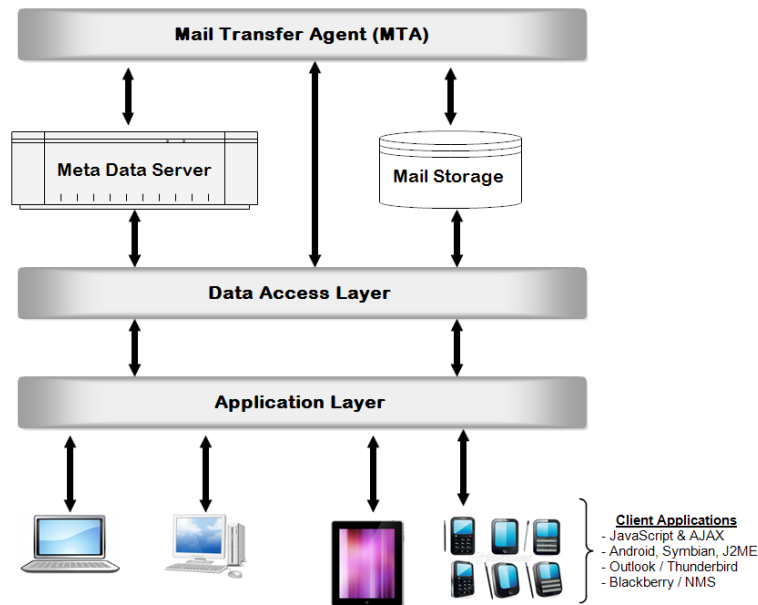 Mail Transfer Agent (MTA)
Meta Data Server
Mail Storage
Data Access Layer
Application Layer
Client Applications
- JavaScript & AJAX
- Android, Symbian, J2ME
- Outlook / Thunderbird
- Blackberry / NMS